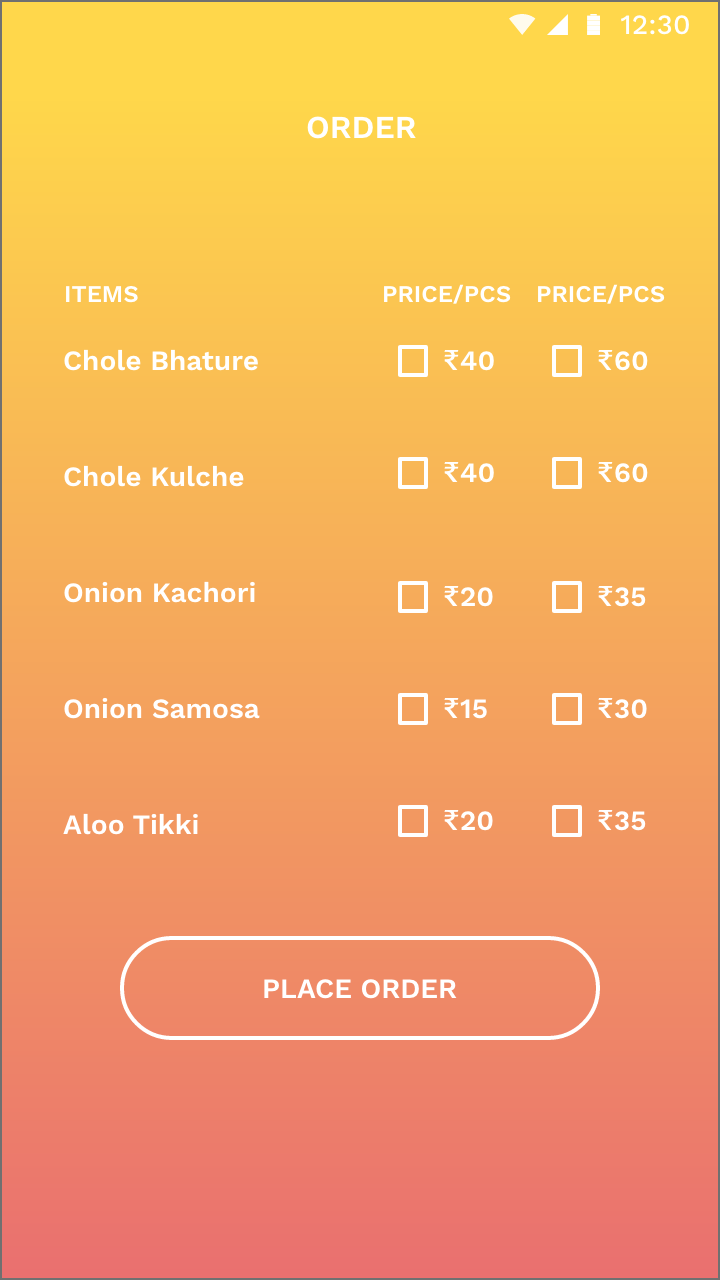 12:30
ORDER
ITEMS PRICE/PCS PRICE/PCS
Chole Bhature ₹40 ₹60
Chole Kulche ₹40 ₹60
Onion Kachori ₹20 ₹35
Onion Samosa ₹15 ₹30
Aloo Tikki ₹20 ₹35
PLACE ORDER